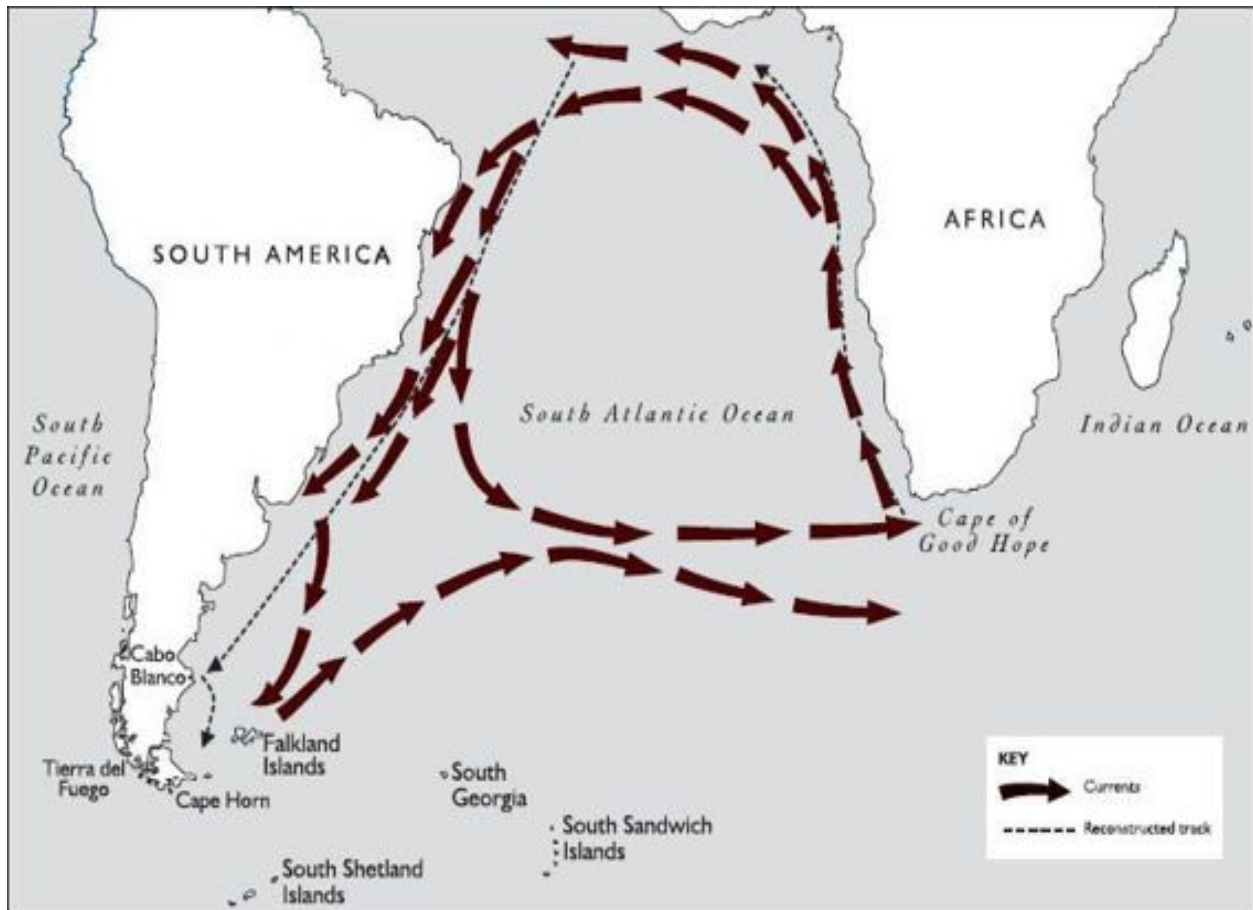 SOUTH AMERICA
AFRICA
South
Pacific
Ocean
South Atlantic Ocean
Indian Ocean
Cape of
Good Hope
Cabo
Blanco
Falkland
Islands
Tierra del
Fuego
Cape Horn
South
Georgia
South Sandwich
Islands
South Shetland
Islands
KEY
Currents
Reconstructed track